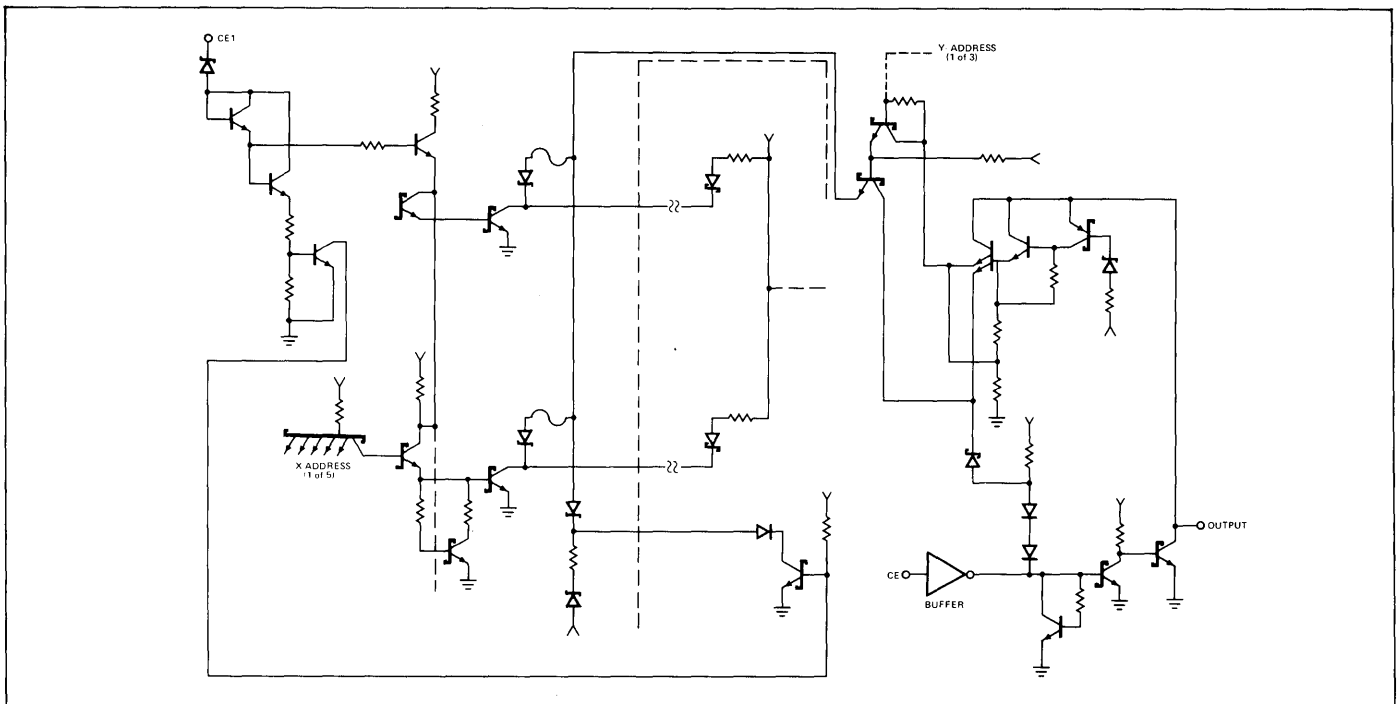 CE1
Y- ADDRESS
(1 of 3)
X ADDRESS
(1 of 5)
OUTPUT
CE
BUFFER